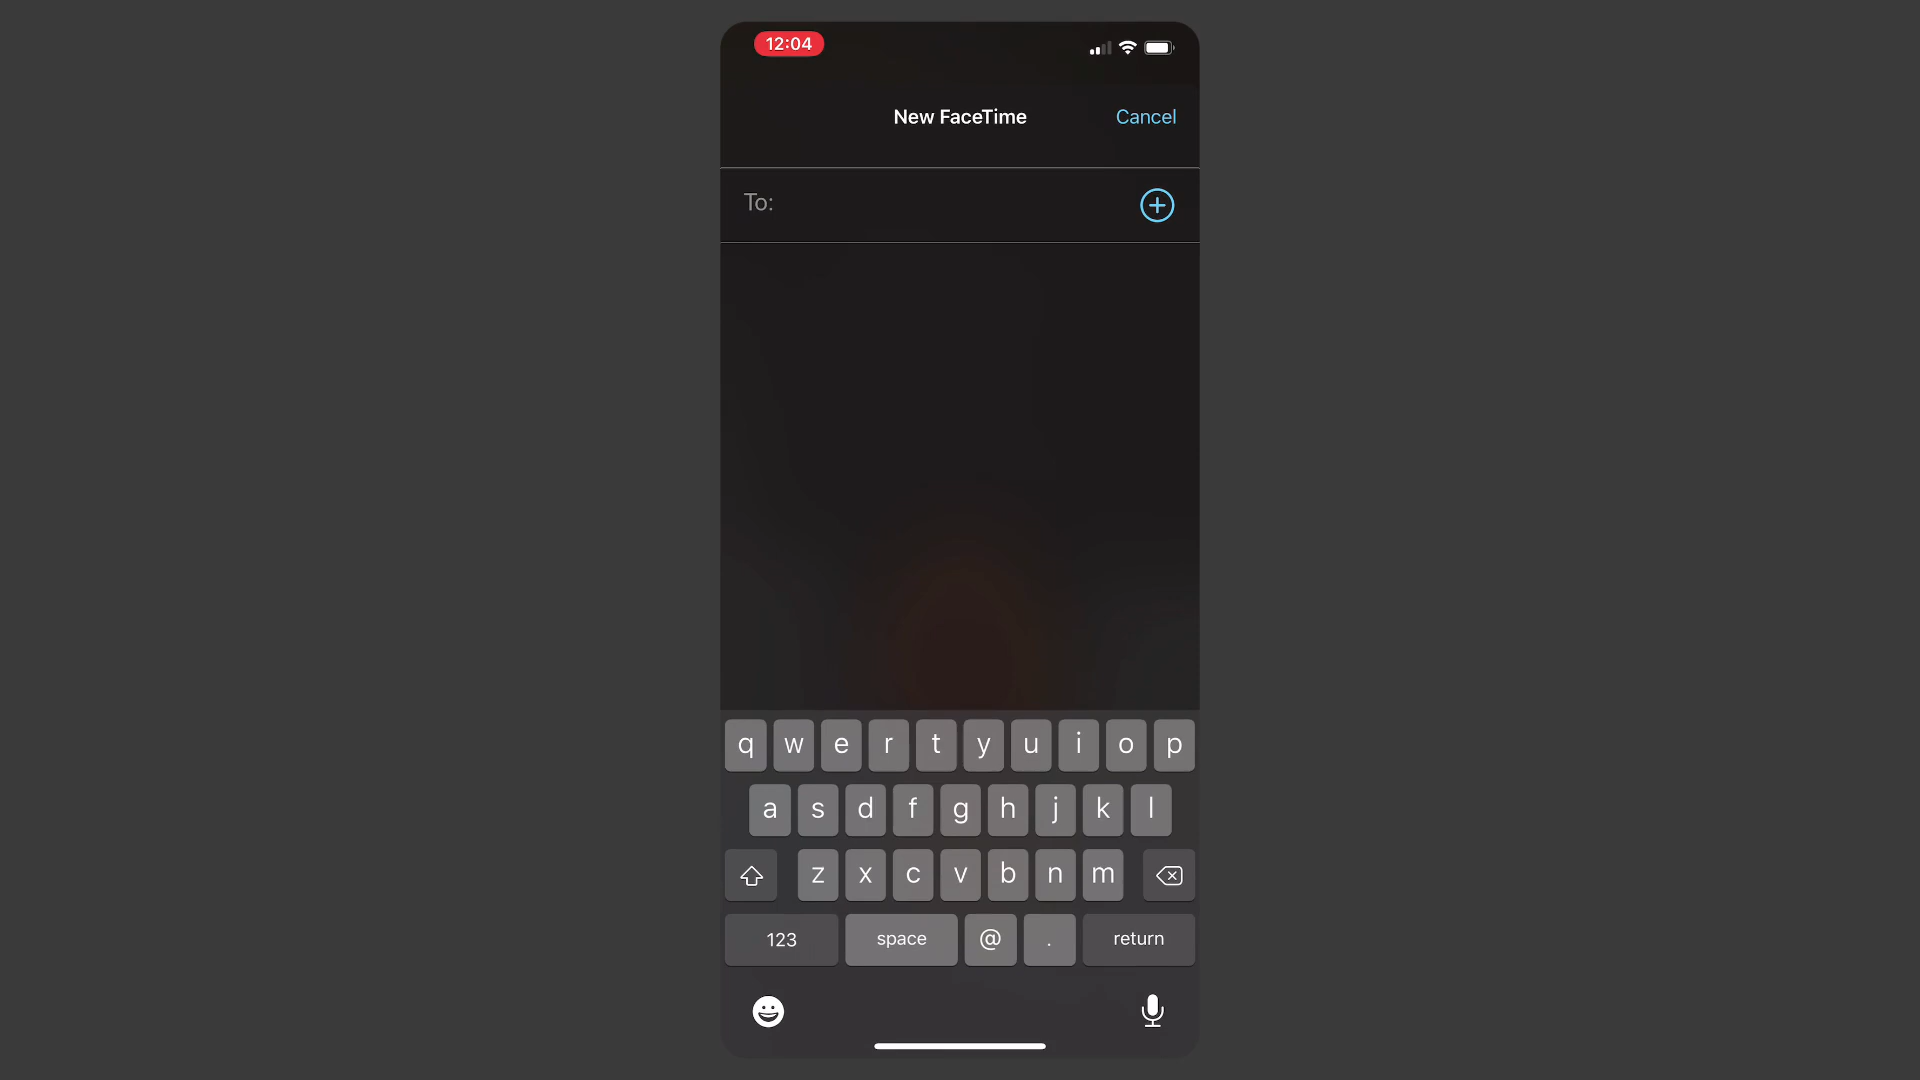 12:04
New FaceTime Cancel
To:
q w e r t y u i o p
a s d f g h j k l
z x c v b n m
123 space @ . return